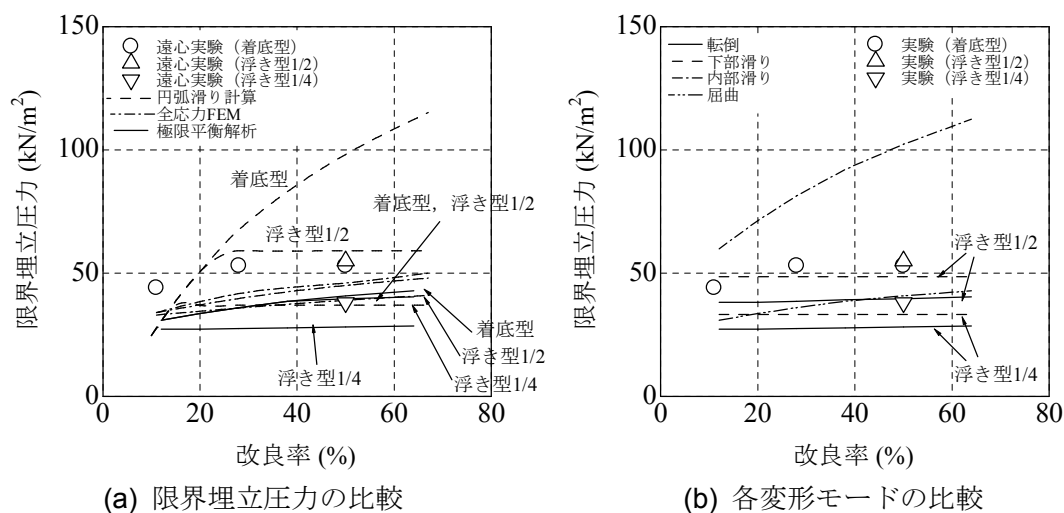 150
100
50
0
限界埋立圧力 (kN/m²)
遠心実験（着底型）
遠心実験（浮き型1/2）
遠心実験（浮き型1/4）
円弧滑り計算
全応力FEM
極限平衡解析
着底型
着底型，浮き型1/2
浮き型1/2
着底型
浮き型1/2
浮き型1/4
浮き型1/4
0 20 40 60 80
改良率 (%)
(a) 限界埋立圧力の比較
150
100
50
0
限界埋立圧力 (kN/m²)
転倒
下部滑り
内部滑り
屈曲
実験（着底型）
実験（浮き型1/2）
実験（浮き型1/4）
浮き型1/2
浮き型1/4
0 20 40 60 80
改良率 (%)
(b) 各変形モードの比較